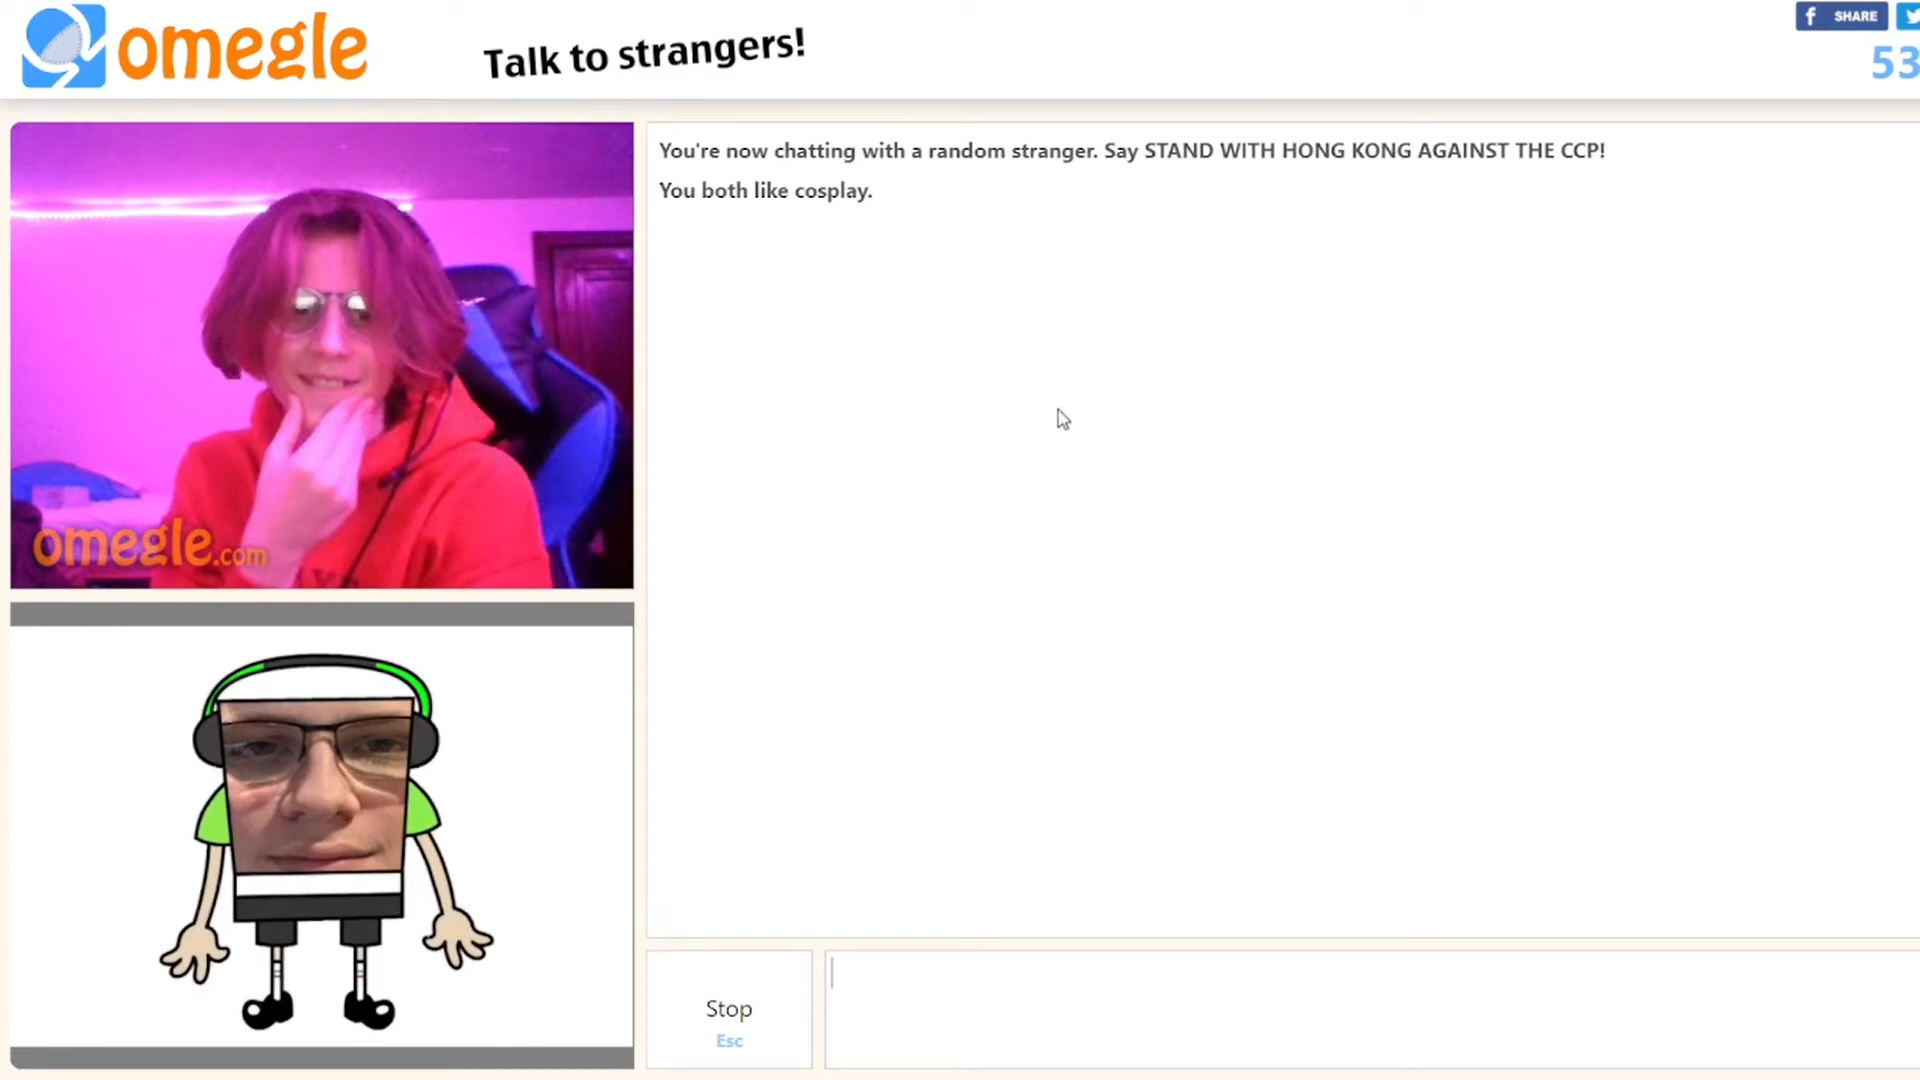 omegle
Talk to strangers!
f SHARE
53
You're now chatting with a random stranger. Say STAND WITH HONG KONG AGAINST THE CCP!
You both like cosplay.
omegle.com
Stop
Esc